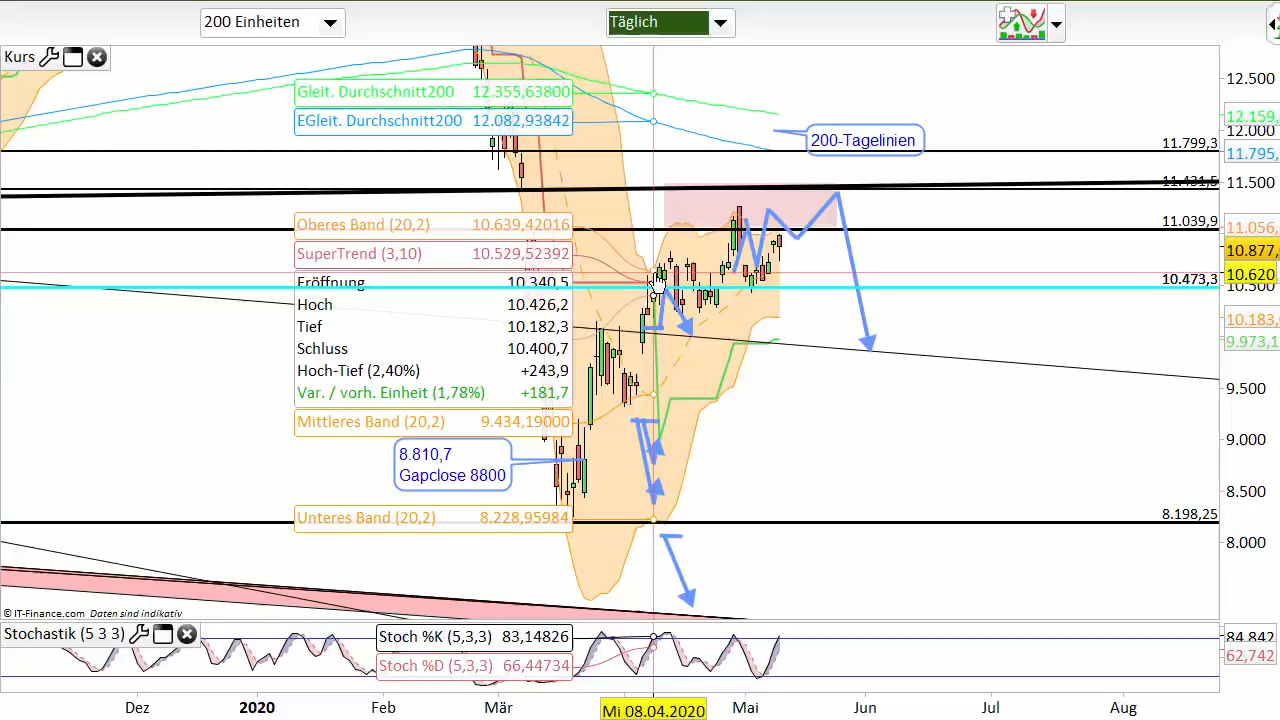 200 Einheiten
Täglich
Kurs
12.500
Gleit. Durchschnitt200 12.355,63800
12.159,
EGleit. Durchschnitt200 12.082,93842
12.000
200-Tagelinien
11.799,3
11.795,
11.431,5
11.500
Oberes Band (20,2) 10.639,42016
11.039,9
11.056,
SuperTrend (3,10) 10.529,52392
10.877,
10.620
Eröffnung 10.340,5
10.473,3
10.500
Hoch 10.426,2
Tief 10.182,3
10.183,
Schluss 10.400,7
9.973,1
Hoch-Tief (2,40%) +243,9
Var. / vorh. Einheit (1,78%) +181,7
9.500
Mittleres Band (20,2) 9.434,19000
9.000
8.810,7
Gapclose 8800
8.500
Unteres Band (20,2) 8.228,95984
8.198,25
8.000
© IT-Finance.com Daten sind indikativ
Stochastik (5 3 3)
Stoch %K (5,3,3) 83,14826
84,842
Stoch %D (5,3,3) 66,44734
62,742
Dez 2020 Feb Mär Mi 08.04.2020 Mai Jun Jul Aug